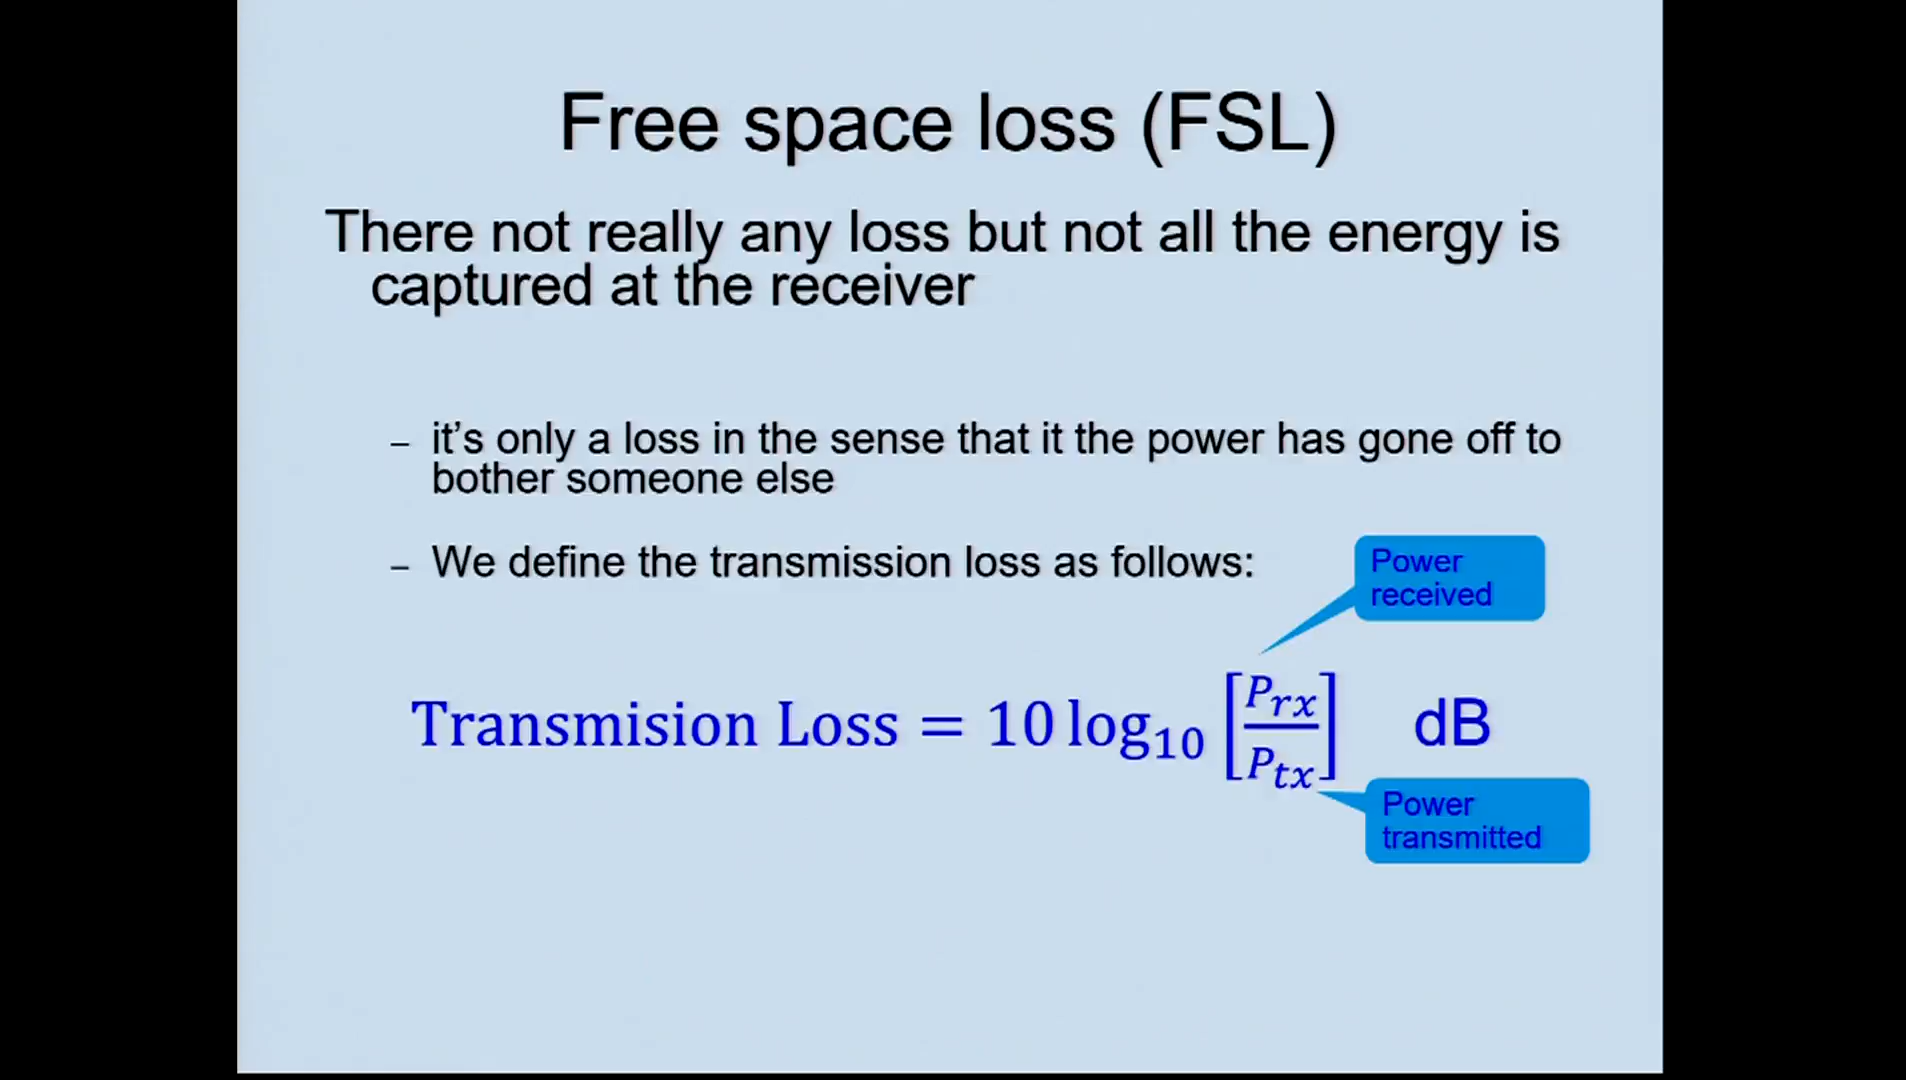 Free space loss (FSL)
There not really any loss but not all the energy is
captured at the receiver
– it's only a loss in the sense that it the power has gone off to
bother someone else
– We define the transmission loss as follows:
Power
received
Transmision Loss = 10 log₁₀ [P_rx / P_tx] dB
Power
transmitted